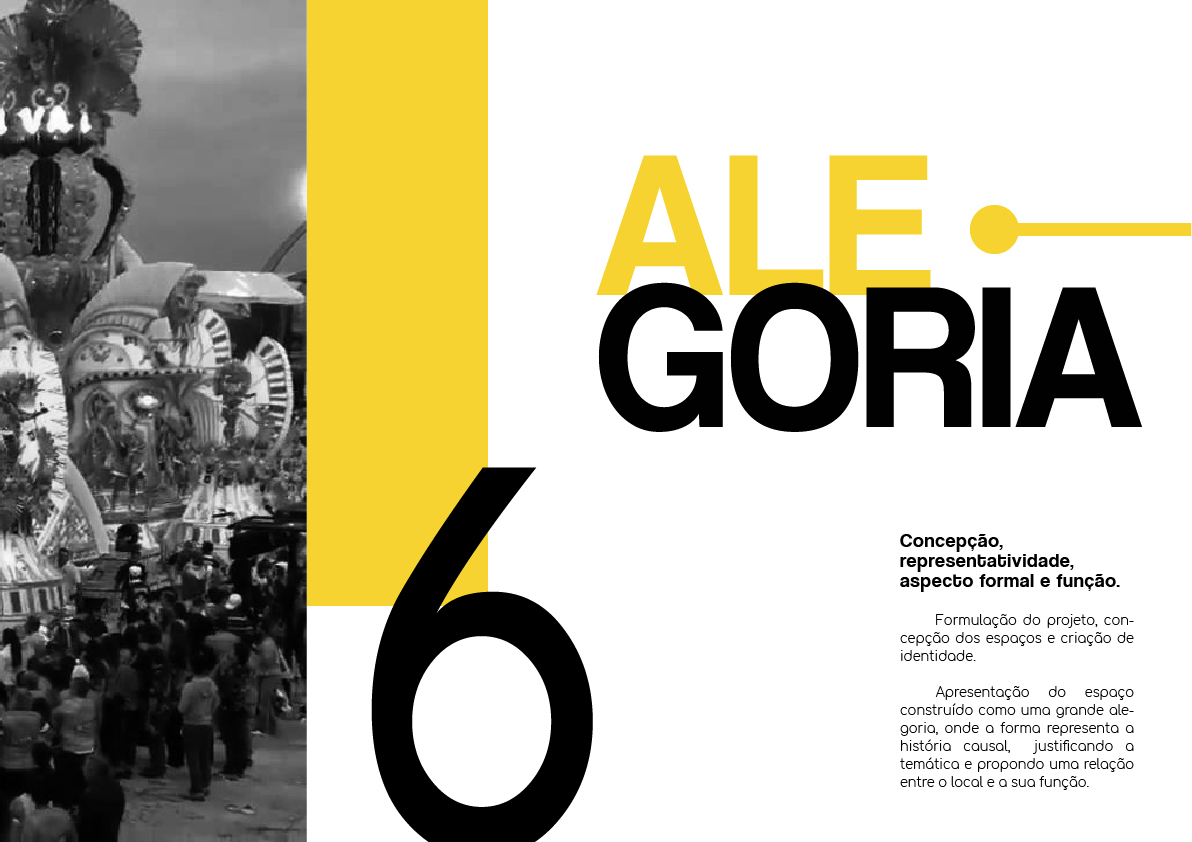 VAI
ALE
GORIA
6
Concepção,
representatividade,
aspecto formal e função.
Formulação do projeto, con-
cepção dos espaços e criação de
identidade.
Apresentação do espaço
construído como uma grande ale-
goria, onde a forma representa a
história causal, justificando a
temática e propondo uma relação
entre o local e a sua função.